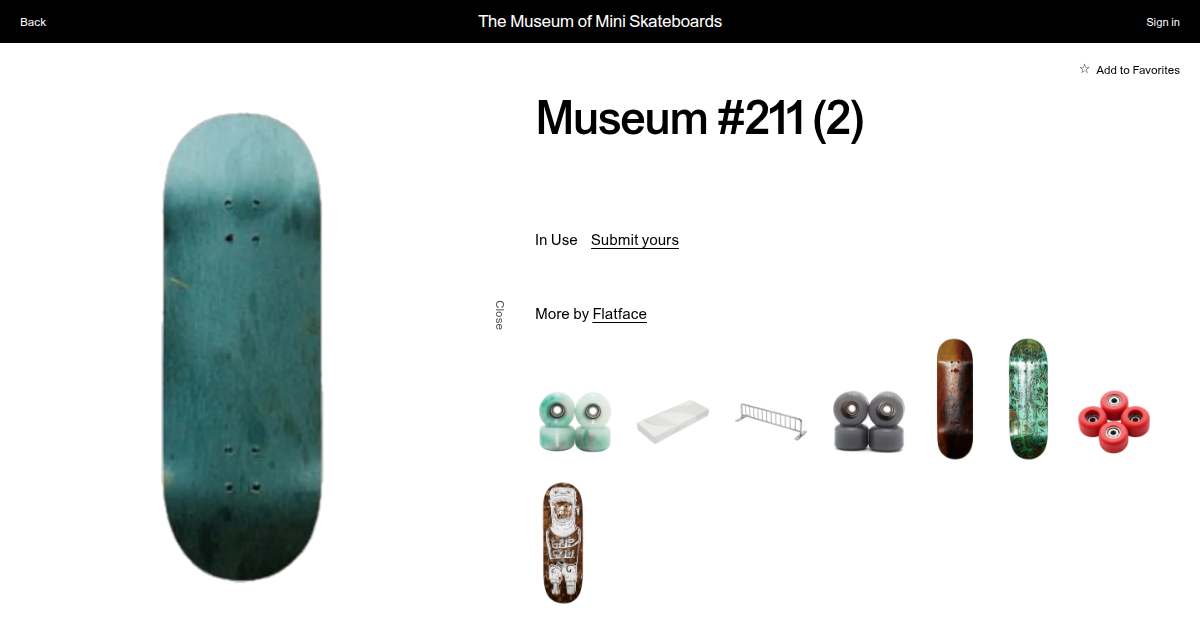 Back
The Museum of Mini Skateboards
Sign in
☆ Add to Favorites
Museum #211 (2)
In Use Submit yours
Close
More by Flatface